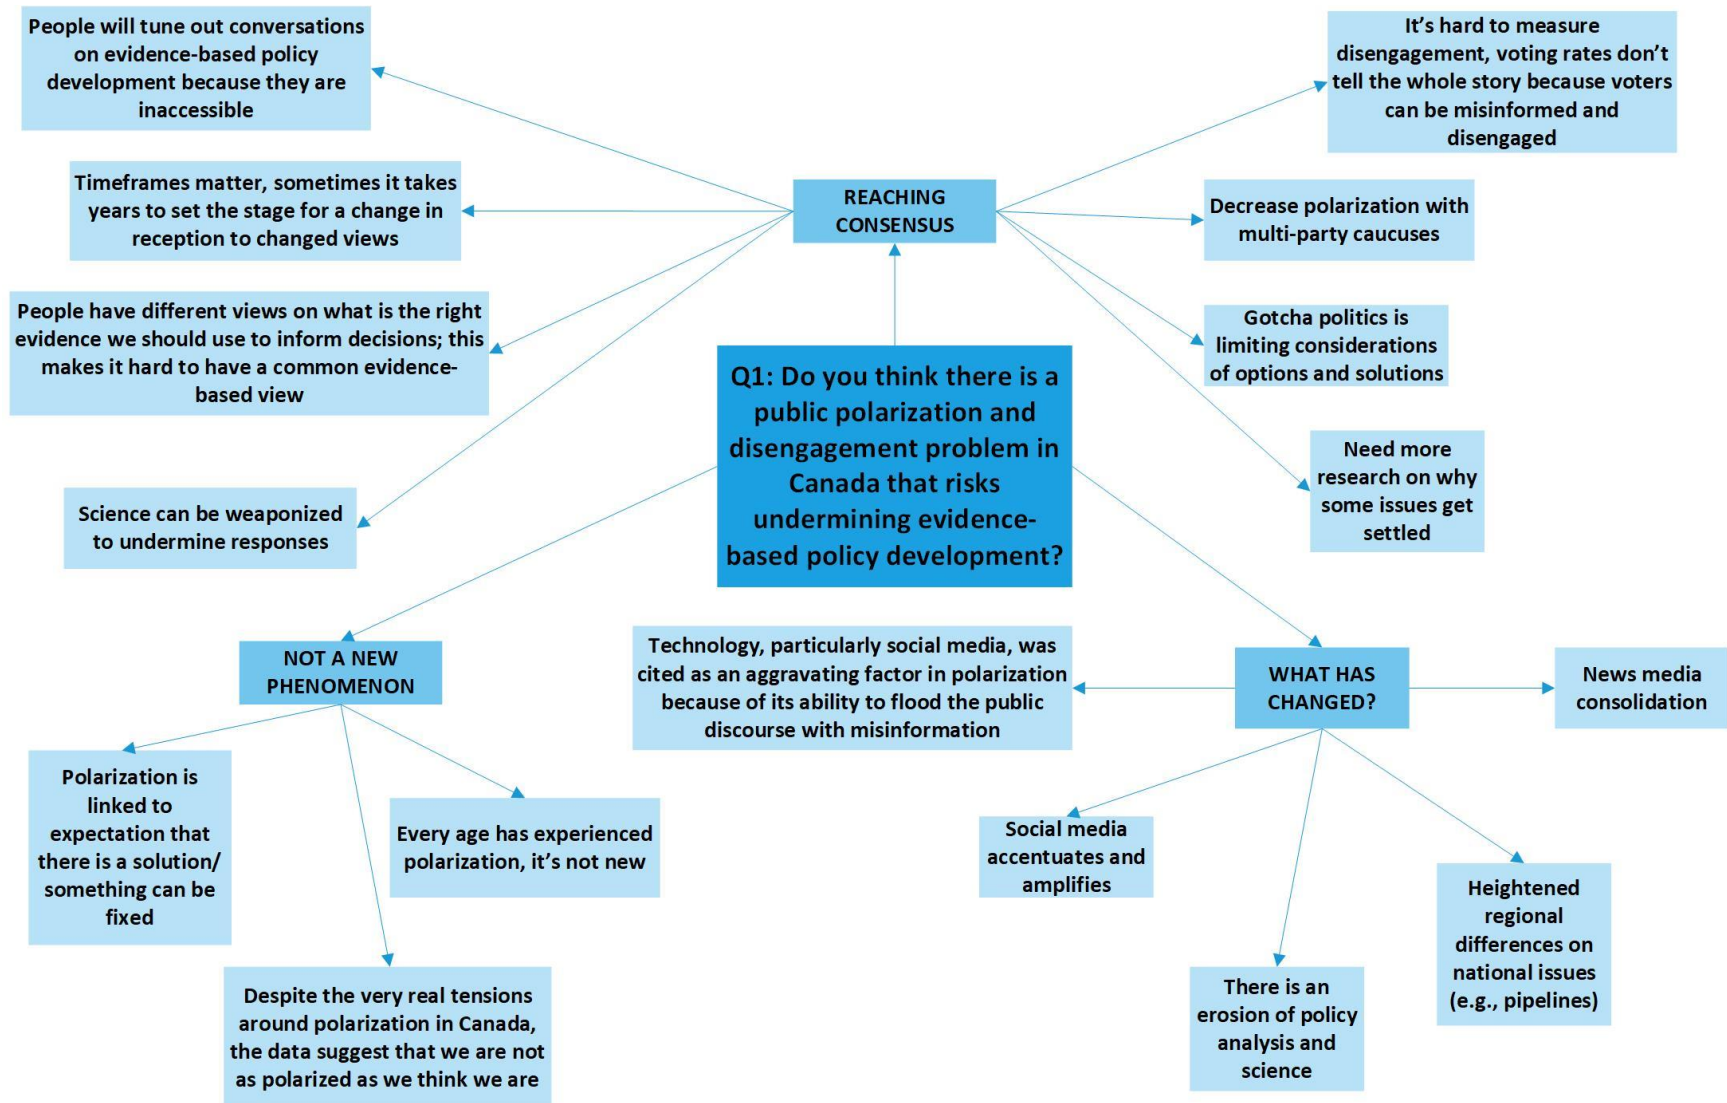 People will tune out conversations
on evidence-based policy
development because they are
inaccessible
It’s hard to measure
disengagement, voting rates don’t
tell the whole story because voters
can be misinformed and
disengaged
Timeframes matter, sometimes it takes
years to set the stage for a change in
reception to changed views
REACHING
CONSENSUS
Decrease polarization with
multi-party caucuses
People have different views on what is the right
evidence we should use to inform decisions; this
makes it hard to have a common evidence-
based view
Gotcha politics is
limiting considerations
of options and solutions
Q1: Do you think there is a
public polarization and
disengagement problem in
Canada that risks
undermining evidence-
based policy development?
Need more
research on why
some issues get
settled
Science can be weaponized
to undermine responses
NOT A NEW
PHENOMENON
Technology, particularly social media, was
cited as an aggravating factor in polarization
because of its ability to flood the public
discourse with misinformation
WHAT HAS
CHANGED?
News media
consolidation
Polarization is
linked to
expectation that
there is a solution/
something can be
fixed
Every age has experienced
polarization, it’s not new
Social media
accentuates and
amplifies
Heightened
regional
differences on
national issues
(e.g., pipelines)
Despite the very real tensions
around polarization in Canada,
the data suggest that we are not
as polarized as we think we are
There is an
erosion of policy
analysis and
science